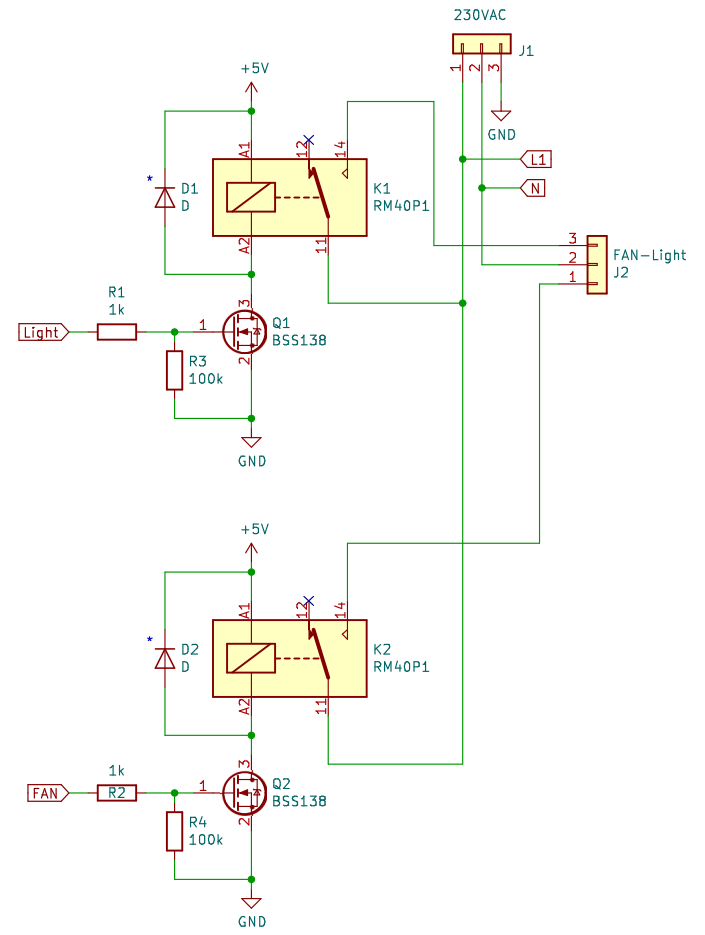 230VAC
J1
1
2
3
GND
+5V
A1
12
14
*
D1
D
K1
RM40P1
A2
11
L1
N
3
2
1
FAN-Light
J2
R1
1k
Light
1
3
Q1
BSS138
2
R3
100k
GND
+5V
A1
12
14
*
D2
D
K2
RM40P1
A2
11
1k
R2
FAN
1
3
Q2
BSS138
2
R4
100k
GND